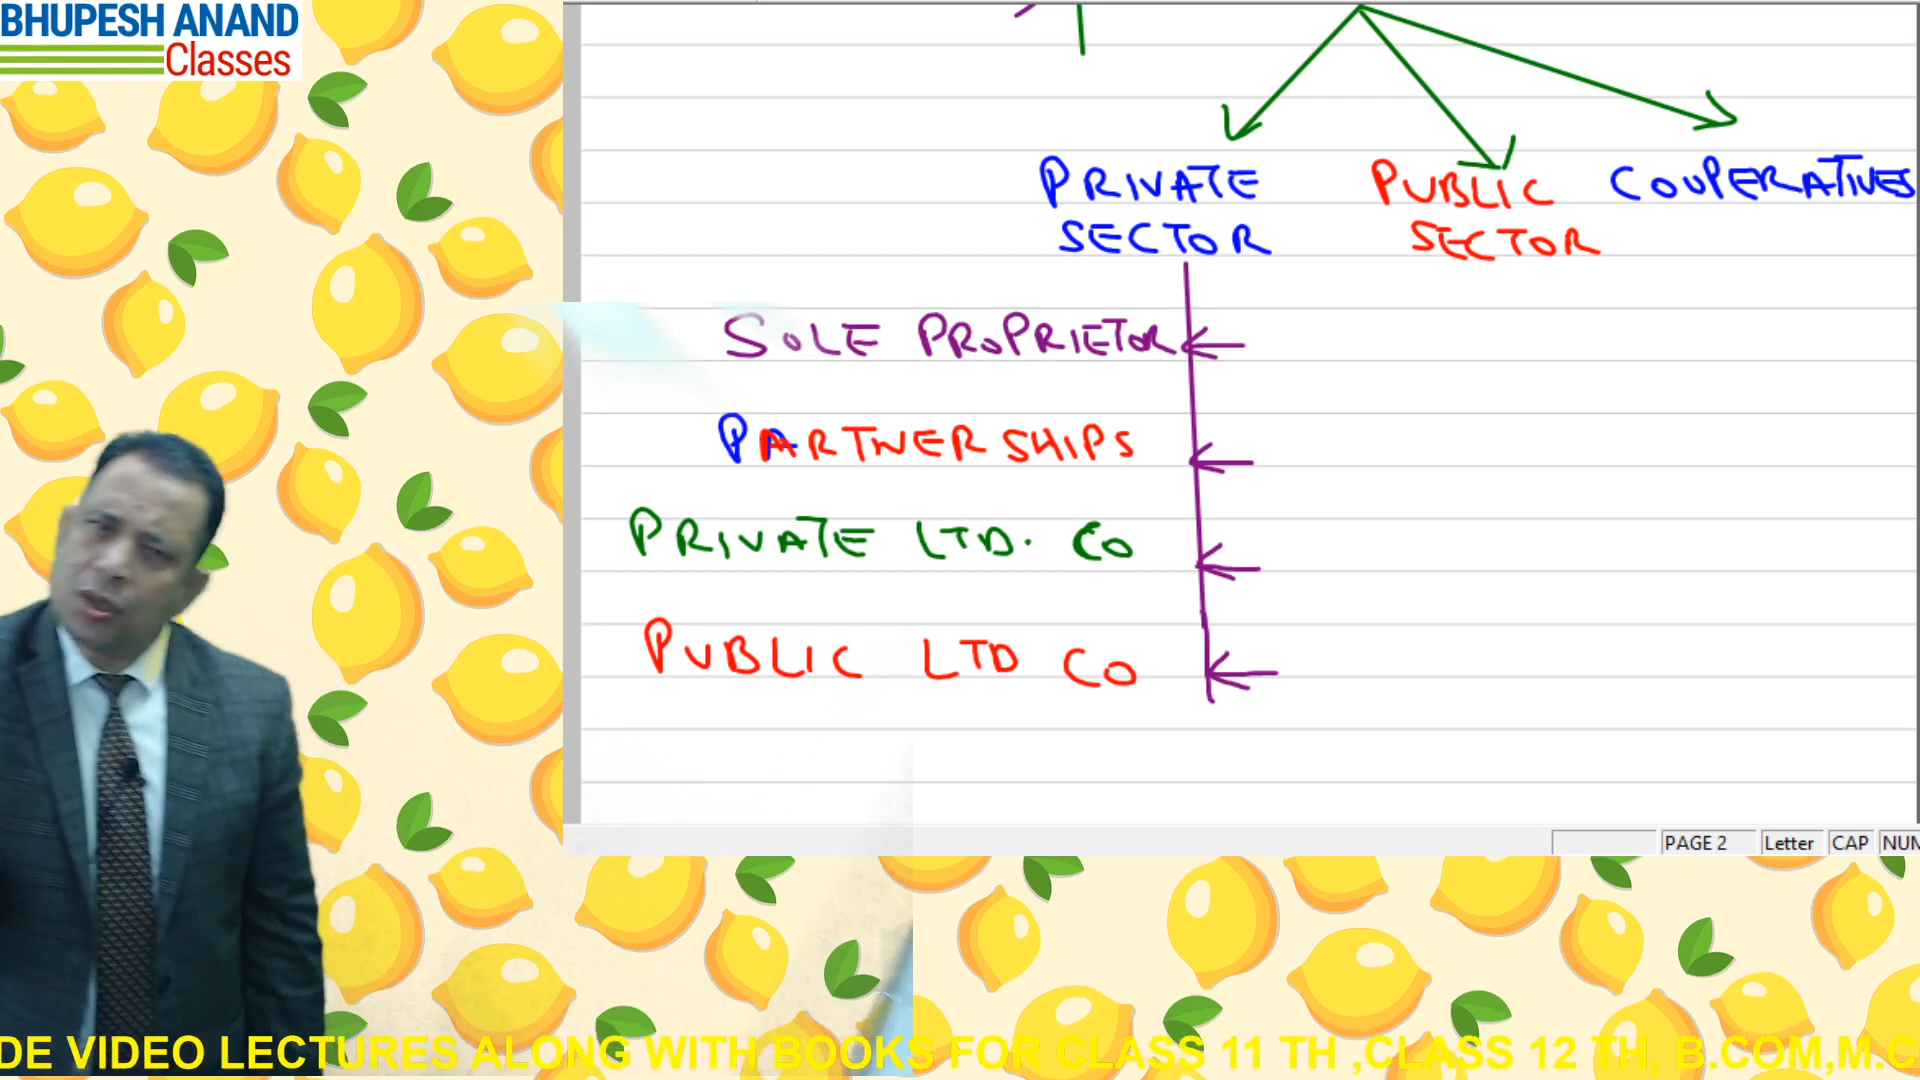 BHUPESH ANAND
Classes
PRIVATE SECTOR
PUBLIC SECTOR
COOPERATIVES
SOLE PROPRIETOR
PARTNERSHIPS
PRIVATE LTD. CO
PUBLIC LTD CO
PAGE 2 Letter CAP NUM
DE VIDEO LECTURES ALONG WITH BOOKS FOR CLASS 11 TH ,CLASS 12 TH, B.COM,M.C